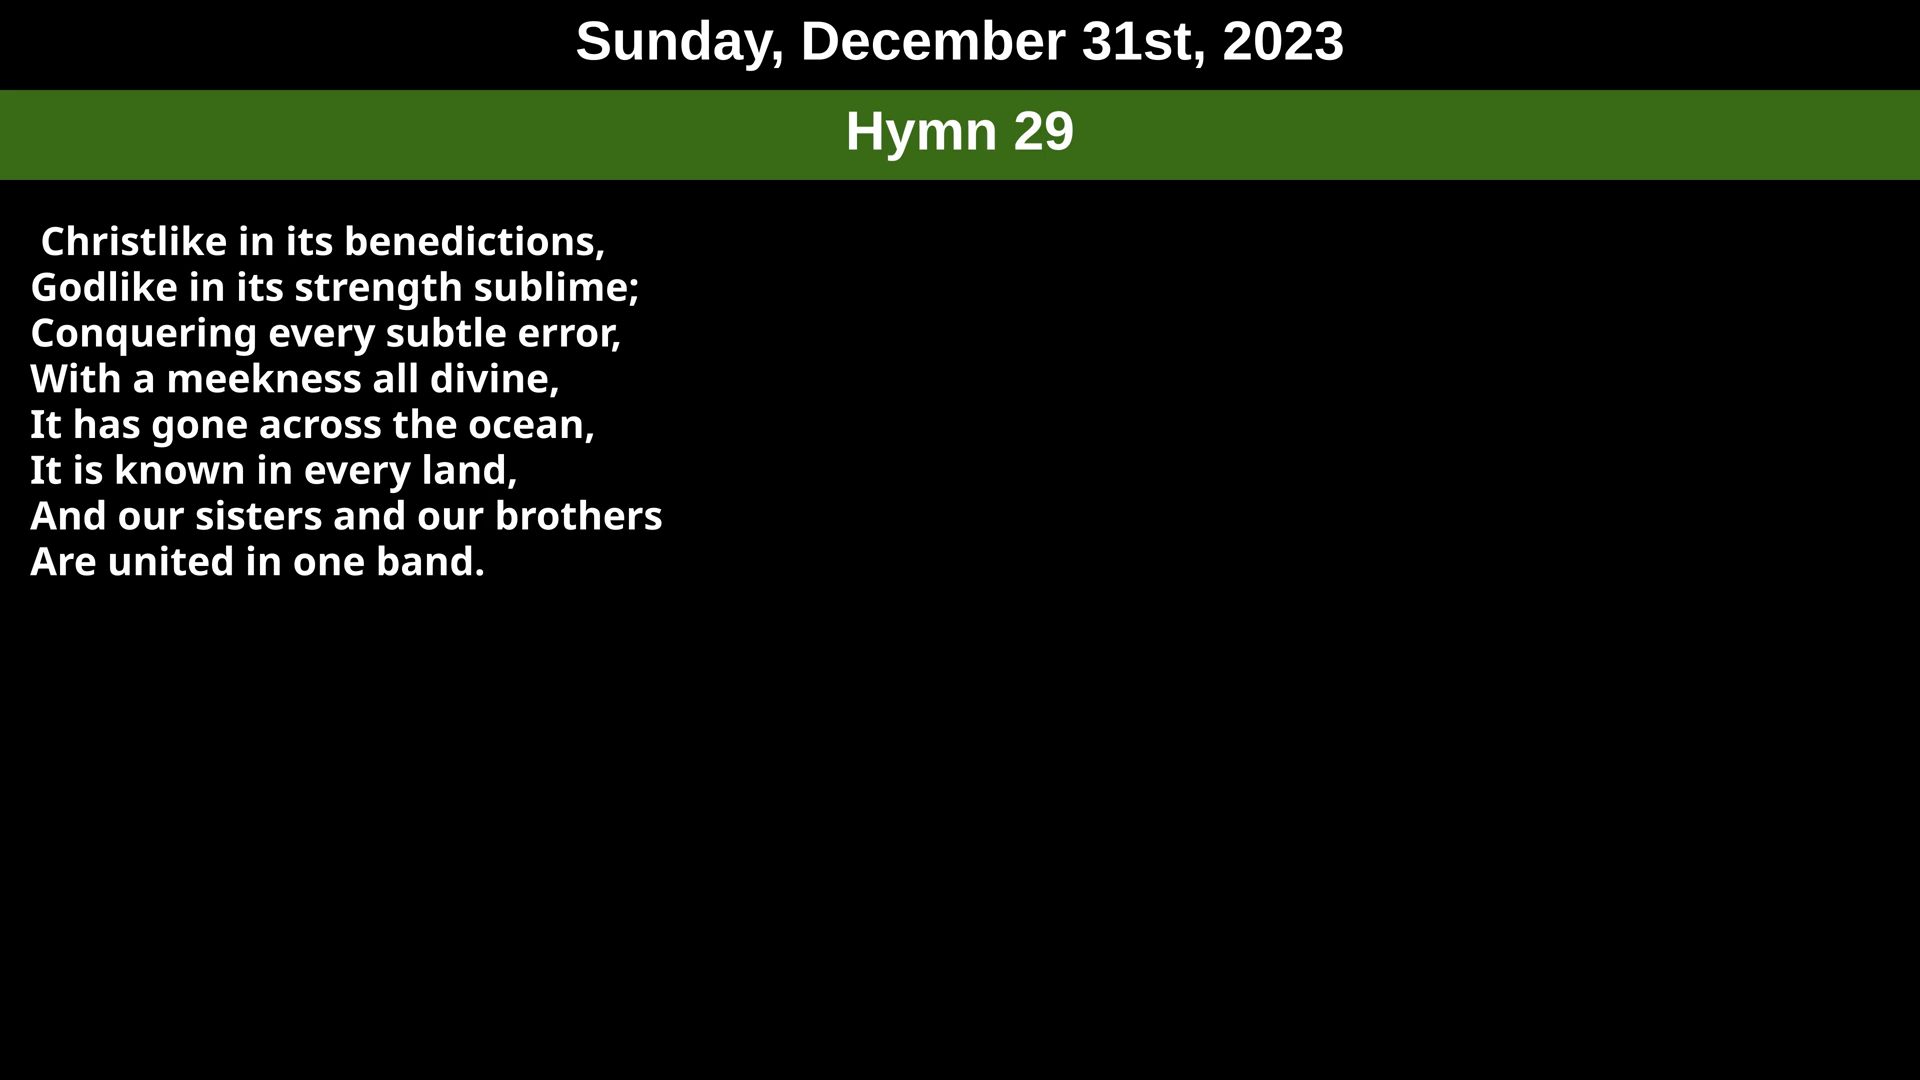 Sunday, December 31st, 2023
Hymn 29
Christlike in its benedictions,
Godlike in its strength sublime;
Conquering every subtle error,
With a meekness all divine,
It has gone across the ocean,
It is known in every land,
And our sisters and our brothers
Are united in one band.